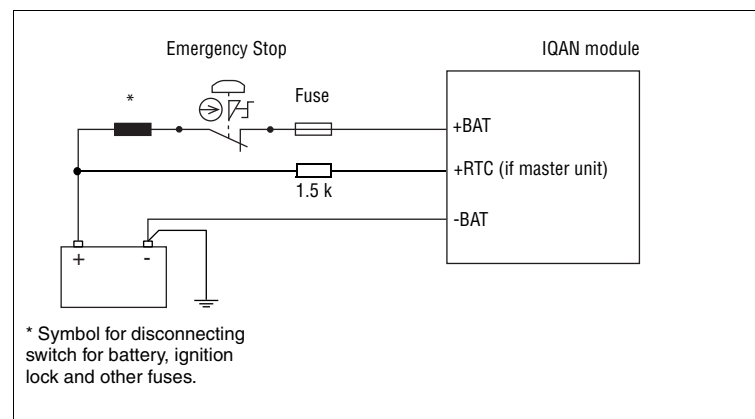 Emergency Stop
IQAN module
*
Fuse
+BAT
+RTC (if master unit)
1.5 k
-BAT
+ -
* Symbol for disconnecting
switch for battery, ignition
lock and other fuses.